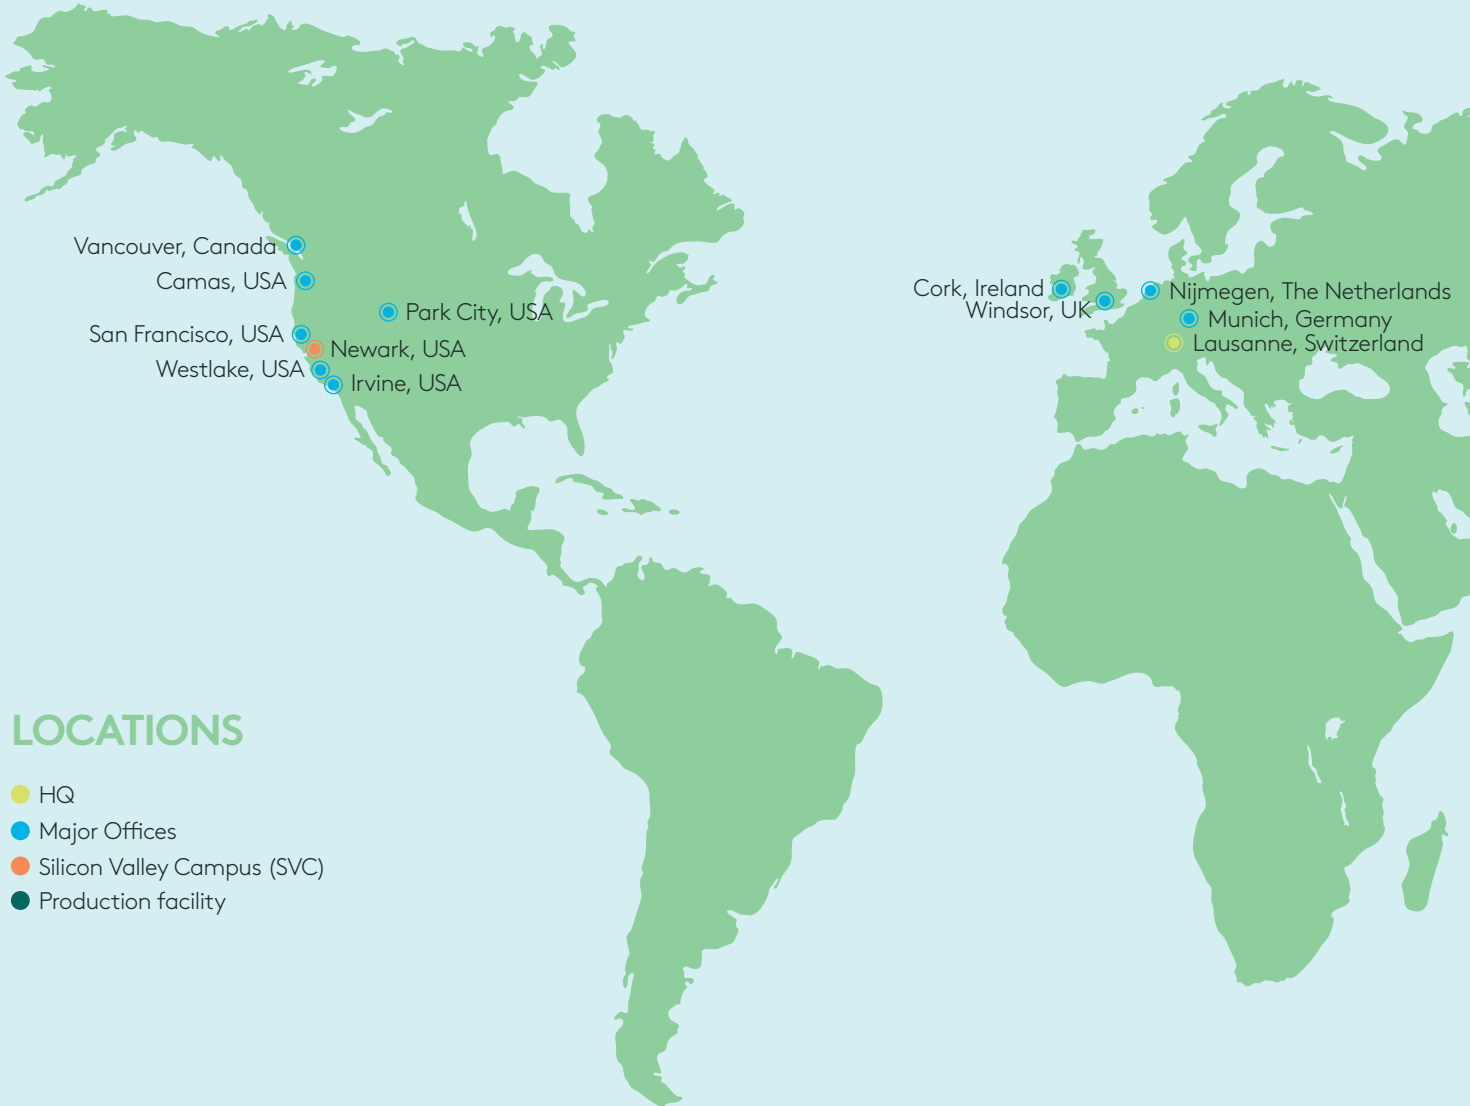 Vancouver, Canada
Camas, USA
Park City, USA
San Francisco, USA
Newark, USA
Westlake, USA
Irvine, USA
Cork, Ireland
Windsor, UK
Nijmegen, The Netherlands
Munich, Germany
Lausanne, Switzerland
LOCATIONS
HQ
Major Offices
Silicon Valley Campus (SVC)
Production facility